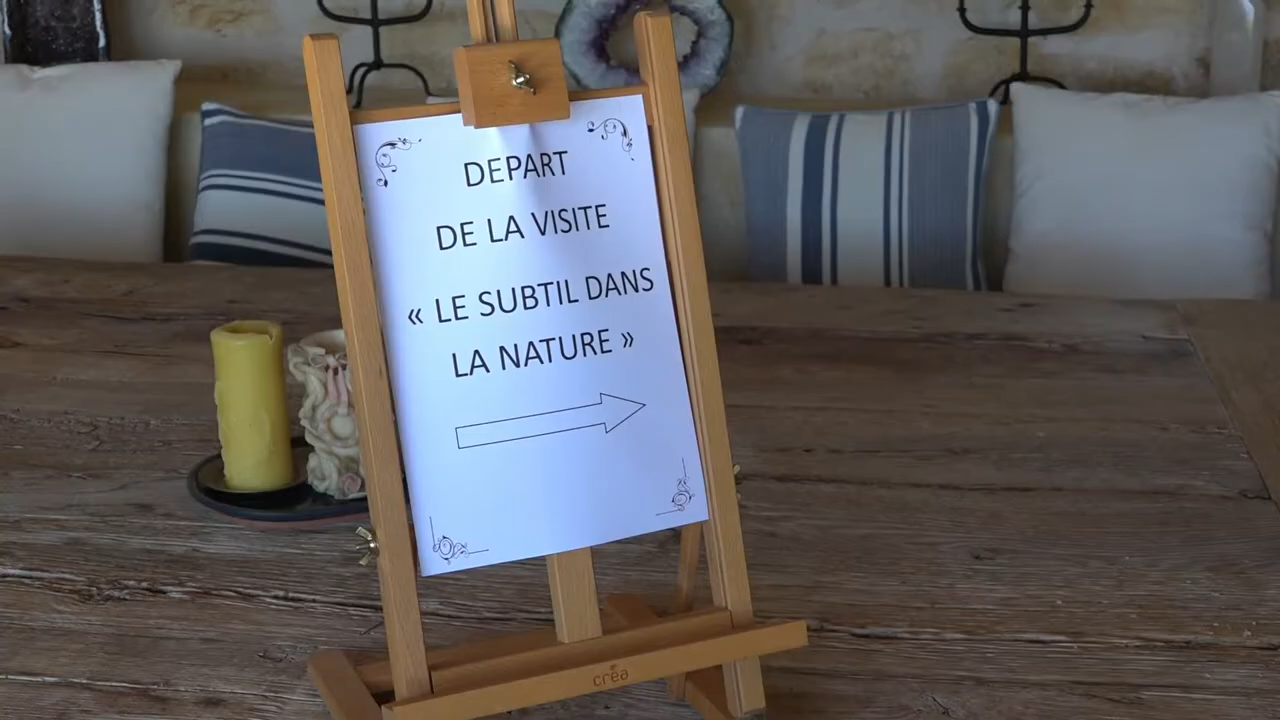 DEPART
DE LA VISITE
« LE SUBTIL DANS
LA NATURE »
créa